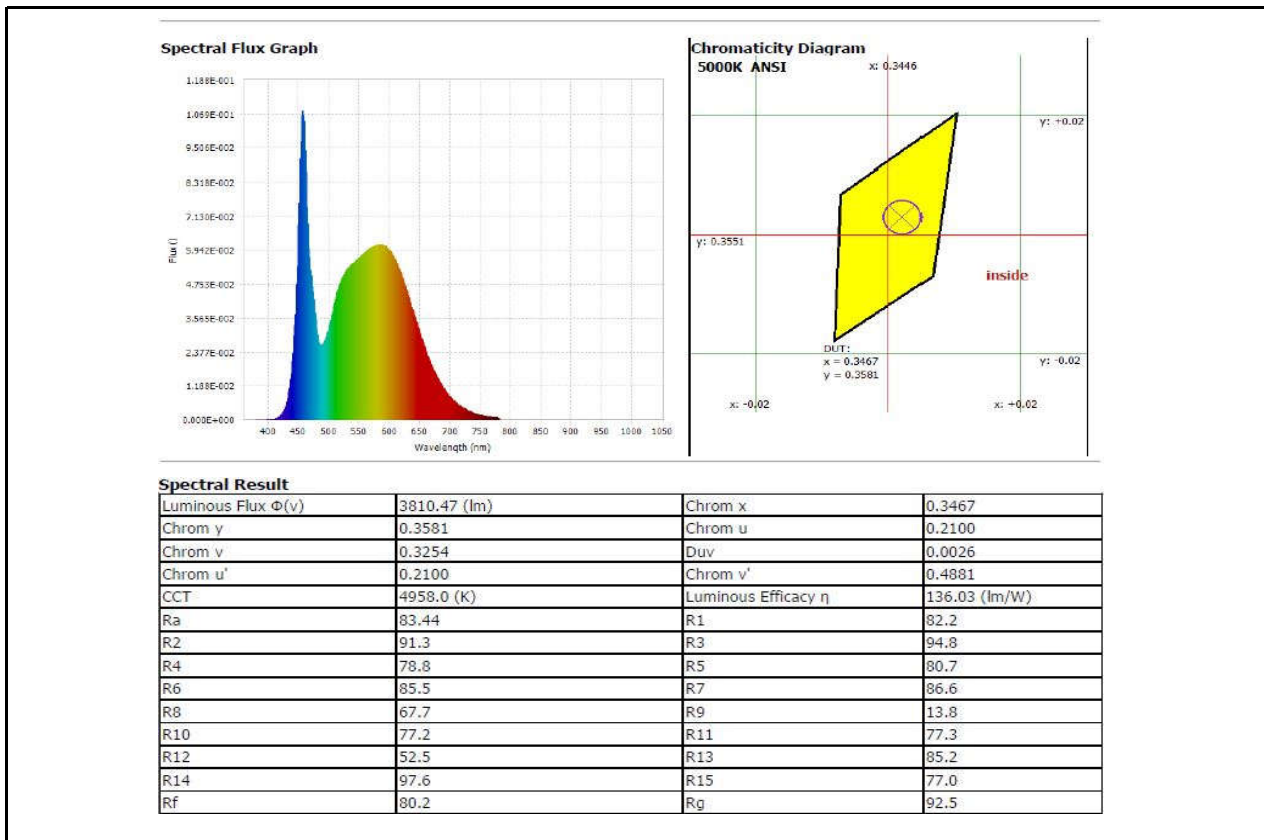 Spectral Flux Graph
1.188E-001
1.069E-001
9.506E-002
8.318E-002
7.130E-002
5.942E-002
4.753E-002
3.565E-002
2.377E-002
1.188E-002
0.000E+000
Flux ()
400 450 500 550 600 650 700 750 800 850 900 950 1000 1050
Wavelength (nm)
Chromaticity Diagram
5000K ANSI
x: 0.3446
y: +0.02
y: 0.3551
inside
DUT:
x = 0.3467
y = 0.3581
y: -0.02
x: -0.02
x: +0.02
Spectral Result
Luminous Flux Φ(v) 3810.47 (lm) Chrom x 0.3467
Chrom y 0.3581 Chrom u 0.2100
Chrom v 0.3254 Duv 0.0026
Chrom u' 0.2100 Chrom v' 0.4881
CCT 4958.0 (K) Luminous Efficacy η 136.03 (lm/W)
Ra 83.44 R1 82.2
R2 91.3 R3 94.8
R4 78.8 R5 80.7
R6 85.5 R7 86.6
R8 67.7 R9 13.8
R10 77.2 R11 77.3
R12 52.5 R13 85.2
R14 97.6 R15 77.0
Rf 80.2 Rg 92.5